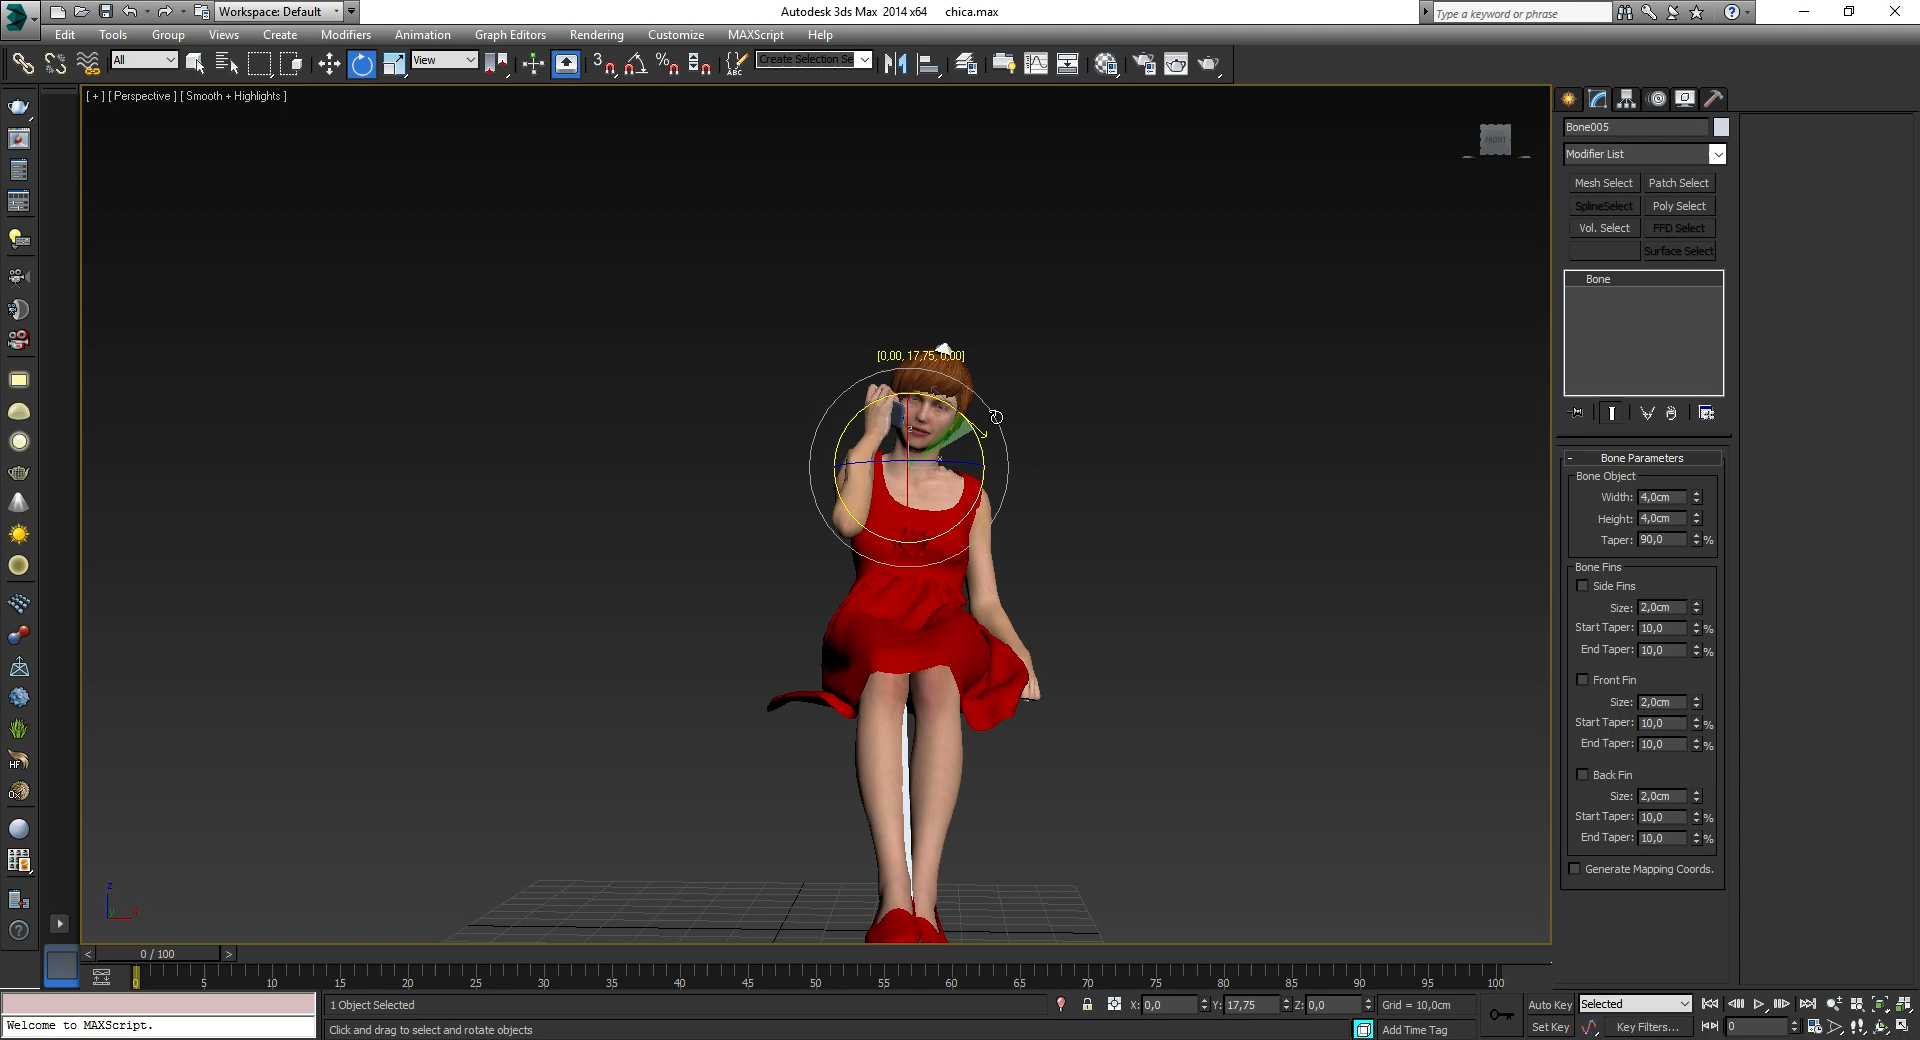 Workspace: Default
Autodesk 3ds Max 2014 x64 chica.max
Type a keyword or phrase
Edit Tools Group Views Create Modifiers Animation Graph Editors Rendering Customize MAXScript Help
All
View
3
ABC
Create Selection Se
[ + ] [ Perspective ] [ Smooth + Highlights ]
FRONT
[0,00, 17,75, 0,00]
Bone005
Modifier List
Mesh Select Patch Select
SplineSelect Poly Select
Vol. Select FFD Select
Surface Select
Bone
- Bone Parameters
Bone Object
Width: 4,0cm
Height: 4,0cm
Taper: 90,0 %
Bone Fins
Side Fins
Size: 2,0cm
Start Taper: 10,0 %
End Taper: 10,0 %
Front Fin
Size: 2,0cm
Start Taper: 10,0 %
End Taper: 10,0 %
Back Fin
Size: 2,0cm
Start Taper: 10,0 %
End Taper: 10,0 %
Generate Mapping Coords.
HF
z
x
< 0 / 100 >
0 5 10 15 20 25 30 35 40 45 50 55 60 65 70 75 80 85 90 95 100
1 Object Selected
X: 0,0 Y: 17,75 Z: 0,0
Grid = 10,0cm
Auto Key Selected
Welcome to MAXScript.
Click and drag to select and rotate objects
Add Time Tag
Set Key Key Filters...
0